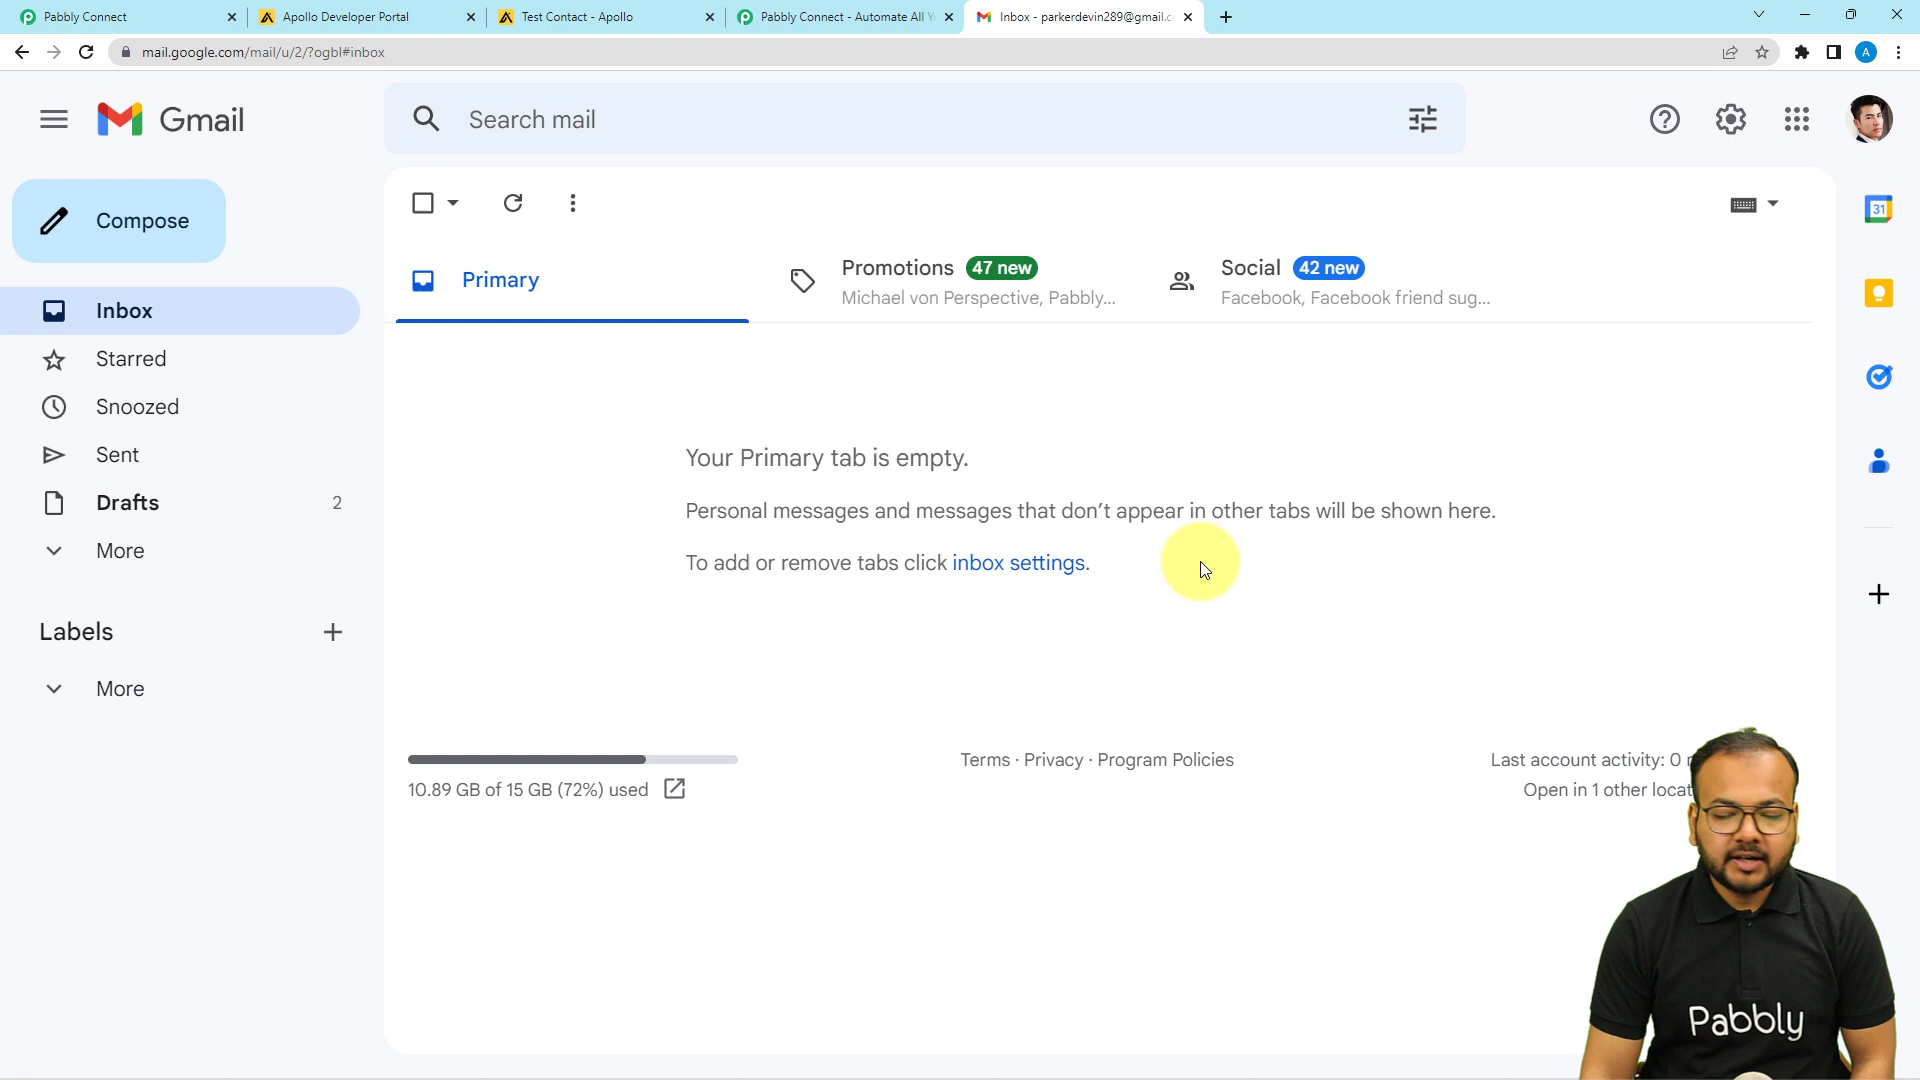 Pabbly Connect
Apollo Developer Portal
Test Contact - Apollo
Pabbly Connect - Automate All Y
Inbox - parkerdevin289@gmail.c
mail.google.com/mail/u/2/?ogbl#inbox
A
Gmail
Search mail
Compose
Inbox
Starred
Snoozed
Sent
Drafts 2
More
Labels
More
Primary
Promotions 47 new
Michael von Perspective, Pabbly...
Social 42 new
Facebook, Facebook friend sug...
31
Your Primary tab is empty.
Personal messages and messages that don't appear in other tabs will be shown here.
To add or remove tabs click inbox settings.
10.89 GB of 15 GB (72%) used
Terms · Privacy · Program Policies
Last account activity: 0
Open in 1 other locat
Pabbly